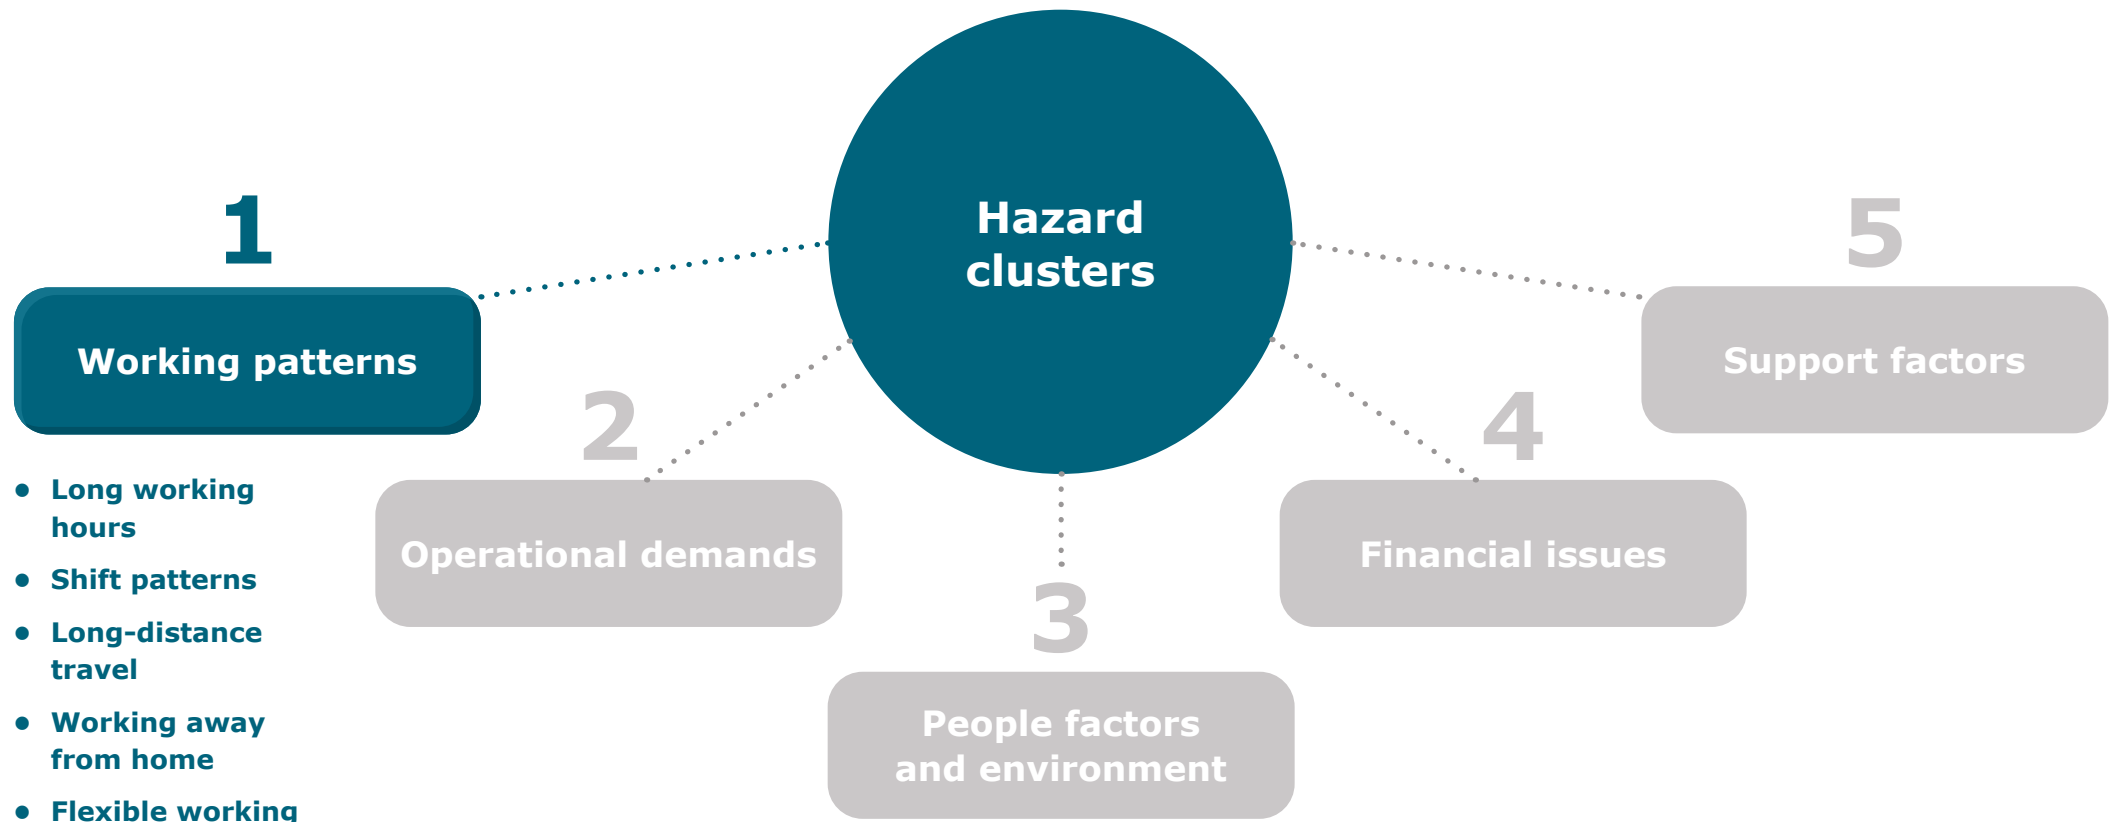 Hazard
clusters
1
Working patterns
• Long working
hours
• Shift patterns
• Long-distance
travel
• Working away
from home
• Flexible working
2
Operational demands
3
People factors
and environment
4
Financial issues
5
Support factors